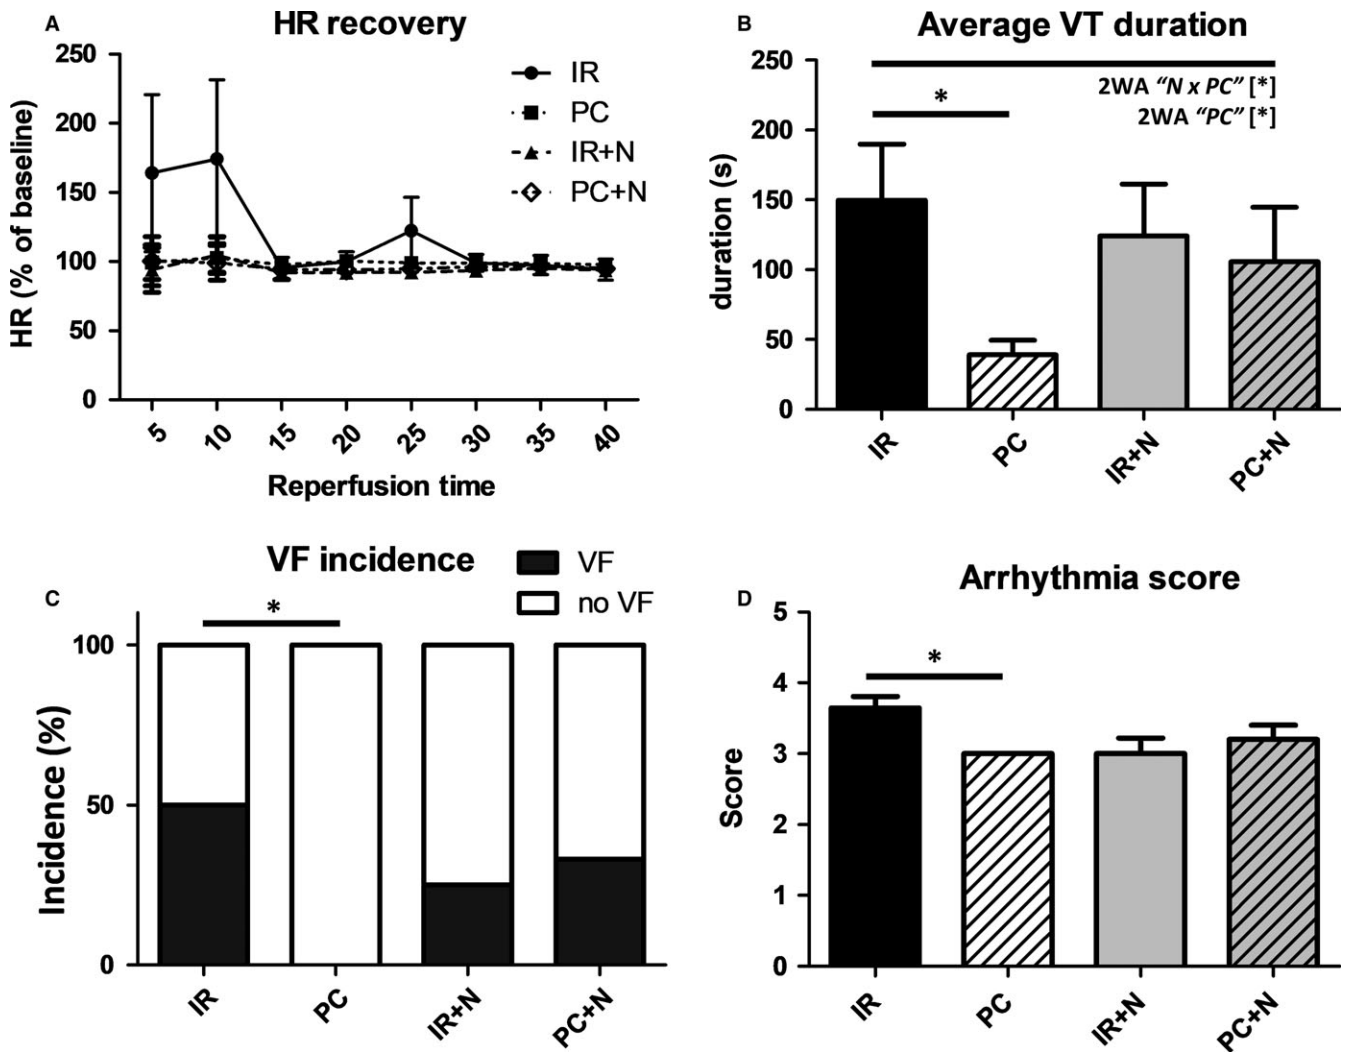 A
HR recovery
HR (% of baseline)
250
200
150
100
50
0
IR
PC
IR+N
PC+N
5
10
15
20
25
30
35
40
Reperfusion time
B
Average VT duration
duration (s)
250
200
150
100
50
0
2WA “N x PC” [*]
2WA “PC” [*]
*
IR
PC
IR+N
PC+N
C
VF incidence
VF
no VF
Incidence (%)
100
50
0
*
IR
PC
IR+N
PC+N
D
Arrhythmia score
Score
5
4
3
2
1
0
*
IR
PC
IR+N
PC+N